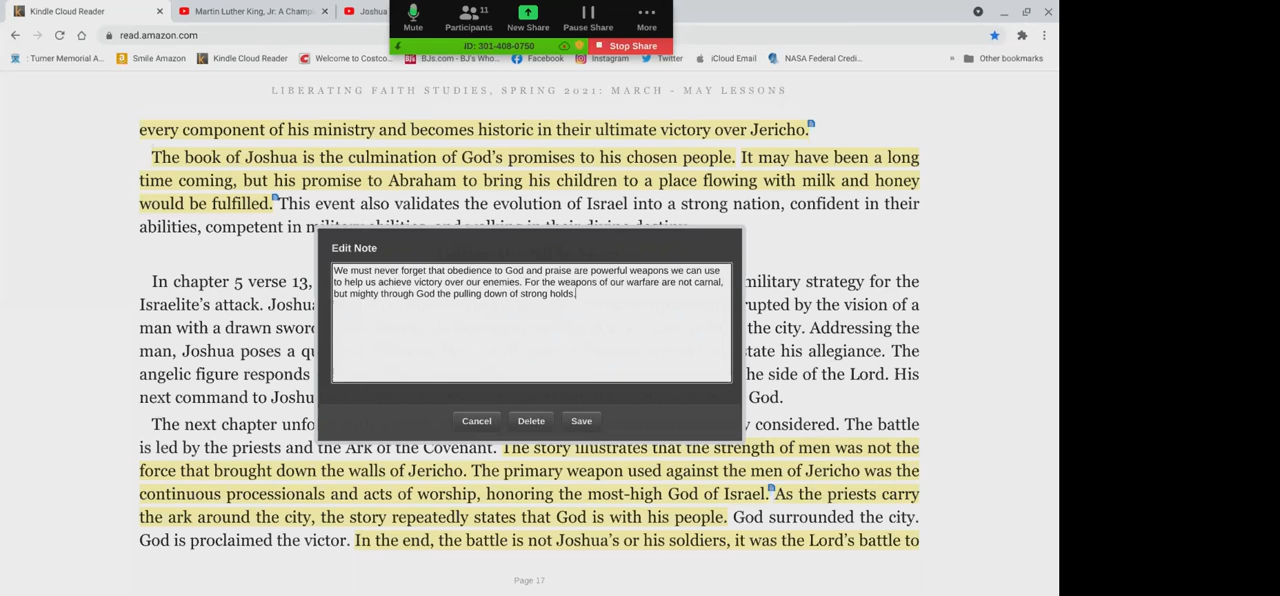 Kindle Cloud Reader
Martin Luther King, Jr. A Champ
Joshua
Mute
Participants
11
New Share
Pause Share
More
ID: 301-408-0750
Stop Share
read.amazon.com
: Turner Memorial A...
Smile Amazon
Kindle Cloud Reader
Welcome to Costco...
BJs.com - BJ's Who...
Facebook
Instagram
Twitter
iCloud Email
NASA Federal Credi...
»
Other bookmarks
LIBERATING FAITH STUDIES, SPRING 2021: MARCH - MAY LESSONS
every component of his ministry and becomes historic in their ultimate victory over Jericho.
The book of Joshua is the culmination of God's promises to his chosen people. It may have been a long
time coming, but his promise to Abraham to bring his children to a place flowing with milk and honey
would be fulfilled. This event also validates the evolution of Israel into a strong nation, confident in their
abilities, competent in military abilities, and walking in their divine destiny.
Edit Note
We must never forget that obedience to God and praise are powerful weapons we can use
to help us achieve victory over our enemies. For the weapons of our warfare are not carnal,
but mighty through God the pulling down of strong holds.
Cancel
Delete
Save
In chapter 5 verse 13, military strategy for the
Israelite's attack. Joshu rupted by the vision of a
man with a drawn sword the city. Addressing the
man, Joshua poses a qu state his allegiance. The
angelic figure responds he side of the Lord. His
next command to Joshu God.
The next chapter unfo considered. The battle
is led by the priests and the Ark of the Covenant. The story illustrates that the strength of men was not the
force that brought down the walls of Jericho. The primary weapon used against the men of Jericho was the
continuous processionals and acts of worship, honoring the most-high God of Israel. As the priests carry
the ark around the city, the story repeatedly states that God is with his people. God surrounded the city.
God is proclaimed the victor. In the end, the battle is not Joshua's or his soldiers, it was the Lord's battle to
Page 17